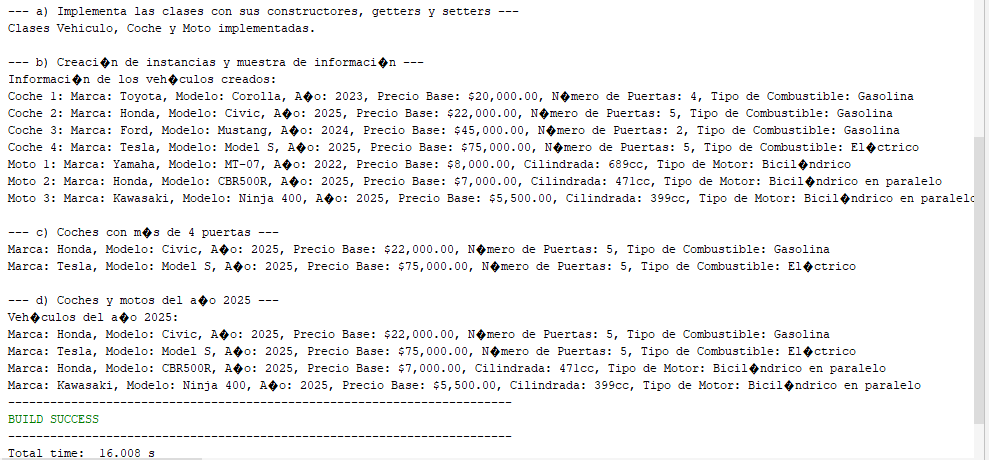 --- a) Implementa las clases con sus constructores, getters y setters ---
Clases Vehiculo, Coche y Moto implementadas.
--- b) Creaci�n de instancias y muestra de informaci�n ---
Informaci�n de los veh�culos creados:
Coche 1: Marca: Toyota, Modelo: Corolla, A�o: 2023, Precio Base: $20,000.00, N�mero de Puertas: 4, Tipo de Combustible: Gasolina
Coche 2: Marca: Honda, Modelo: Civic, A�o: 2025, Precio Base: $22,000.00, N�mero de Puertas: 5, Tipo de Combustible: Gasolina
Coche 3: Marca: Ford, Modelo: Mustang, A�o: 2024, Precio Base: $45,000.00, N�mero de Puertas: 2, Tipo de Combustible: Gasolina
Coche 4: Marca: Tesla, Modelo: Model S, A�o: 2025, Precio Base: $75,000.00, N�mero de Puertas: 5, Tipo de Combustible: El�ctrico
Moto 1: Marca: Yamaha, Modelo: MT-07, A�o: 2022, Precio Base: $8,000.00, Cilindrada: 689cc, Tipo de Motor: Bicil�ndrico
Moto 2: Marca: Honda, Modelo: CBR500R, A�o: 2025, Precio Base: $7,000.00, Cilindrada: 471cc, Tipo de Motor: Bicil�ndrico en paralelo
Moto 3: Marca: Kawasaki, Modelo: Ninja 400, A�o: 2025, Precio Base: $5,500.00, Cilindrada: 399cc, Tipo de Motor: Bicil�ndrico en paralelo
--- c) Coches con m�s de 4 puertas ---
Marca: Honda, Modelo: Civic, A�o: 2025, Precio Base: $22,000.00, N�mero de Puertas: 5, Tipo de Combustible: Gasolina
Marca: Tesla, Modelo: Model S, A�o: 2025, Precio Base: $75,000.00, N�mero de Puertas: 5, Tipo de Combustible: El�ctrico
--- d) Coches y motos del a�o 2025 ---
Veh�culos del a�o 2025:
Marca: Honda, Modelo: Civic, A�o: 2025, Precio Base: $22,000.00, N�mero de Puertas: 5, Tipo de Combustible: Gasolina
Marca: Tesla, Modelo: Model S, A�o: 2025, Precio Base: $75,000.00, N�mero de Puertas: 5, Tipo de Combustible: El�ctrico
Marca: Honda, Modelo: CBR500R, A�o: 2025, Precio Base: $7,000.00, Cilindrada: 471cc, Tipo de Motor: Bicil�ndrico en paralelo
Marca: Kawasaki, Modelo: Ninja 400, A�o: 2025, Precio Base: $5,500.00, Cilindrada: 399cc, Tipo de Motor: Bicil�ndrico en paralelo
------------------------------------------------------------------------
BUILD SUCCESS
------------------------------------------------------------------------
Total time:  16.008 s